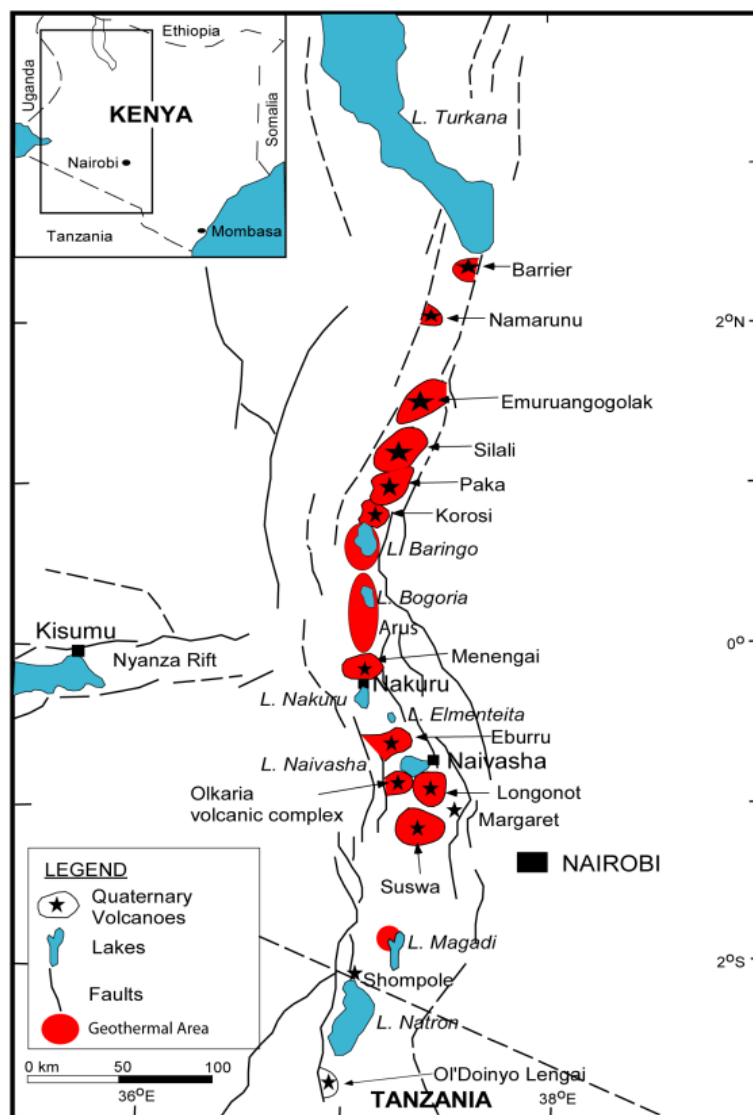 Ethiopia
Uganda
KENYA
Somalia
Nairobi
Tanzania
Mombasa
L. Turkana
Barrier
Namarunu
2°N
Emuruangogolak
Silali
Paka
Korosi
L. Baringo
L. Bogoria
Arus
Kisumu
0°
Nyanza Rift
Menengai
Nakuru
L. Nakuru
L. Elmenteita
Eburru
L. Naivasha
Naivasha
Olkaria
volcanic complex
Longonot
Margaret
NAIROBI
Suswa
LEGEND
Quaternary
Volcanoes
Lakes
Faults
Geothermal Area
L. Magadi
2°S
Shompole
L. Natron
0 km 50 100
36°E
Ol'Doinyo Lengai
TANZANIA
38°E